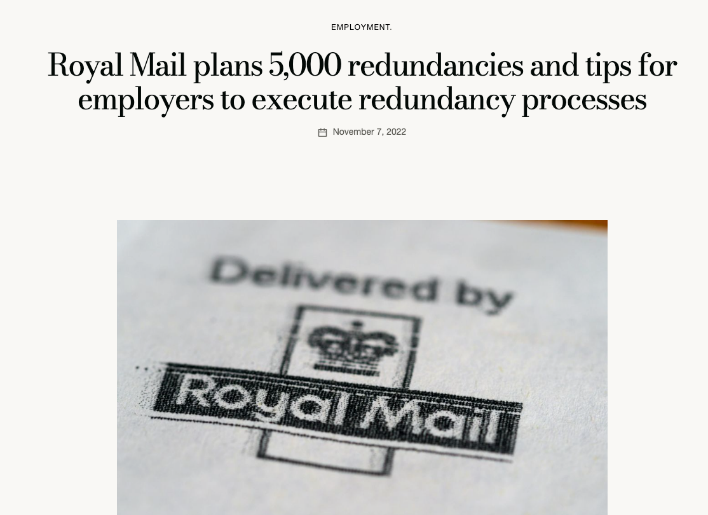 EMPLOYMENT.
Royal Mail plans 5,000 redundancies and tips for
employers to execute redundancy processes
November 7, 2022
Delivered by
Royal Mail